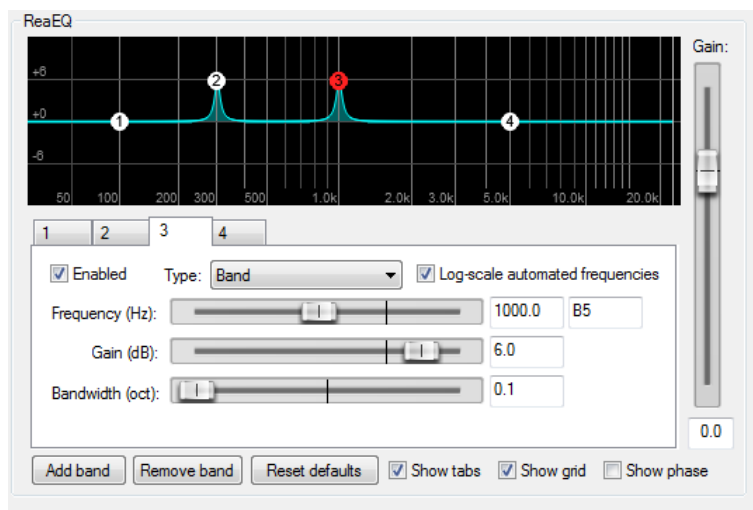 ReaEQ
Gain:
+6
2
3
+0
1
4
-6
50 100 200 300 500 1.0k 2.0k 3.0k 5.0k 10.0k 20.0k
1 2 3 4
Enabled Type: Band Log-scale automated frequencies
Frequency (Hz): 1000.0 B5
Gain (dB): 6.0
Bandwidth (oct): 0.1
0.0
Add band Remove band Reset defaults Show tabs Show grid Show phase